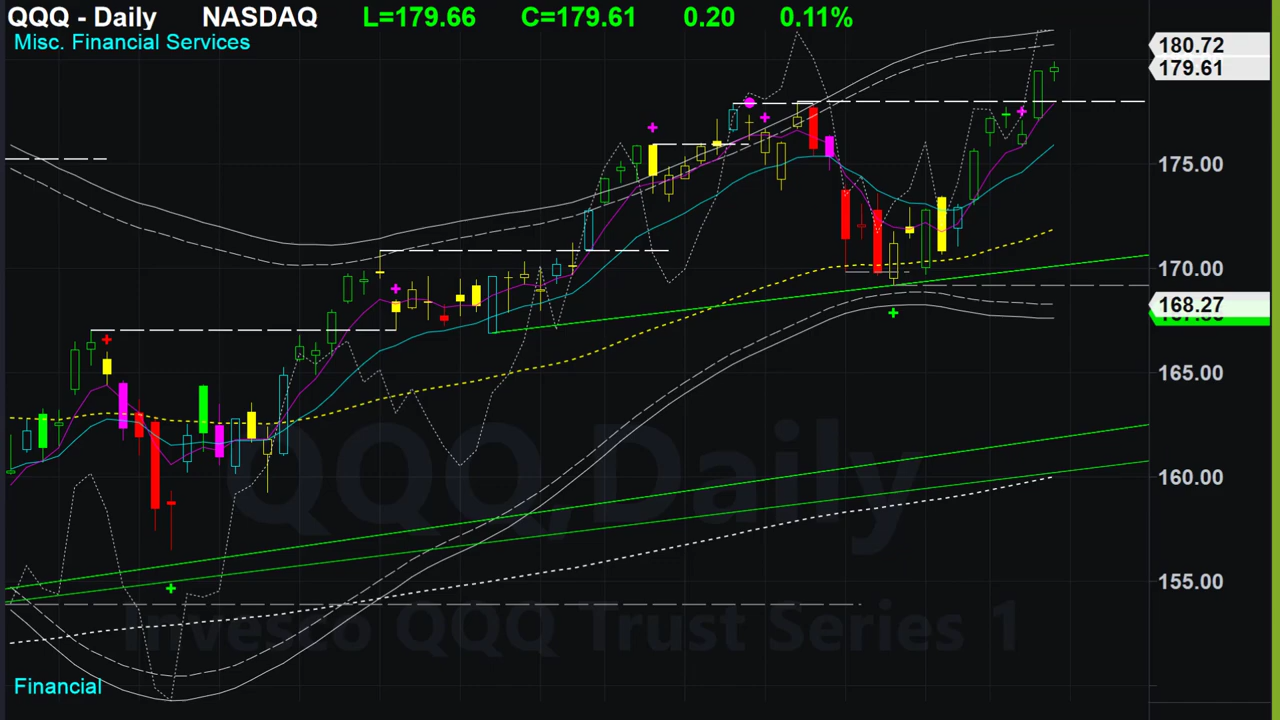 QQQ - Daily NASDAQ L=179.66 C=179.61 0.20 0.11%
Misc. Financial Services
180.72
179.61
175.00
170.00
168.27
165.00
160.00
QQQ,Daily
155.00
Invesco QQQ Trust Series 1
Financial